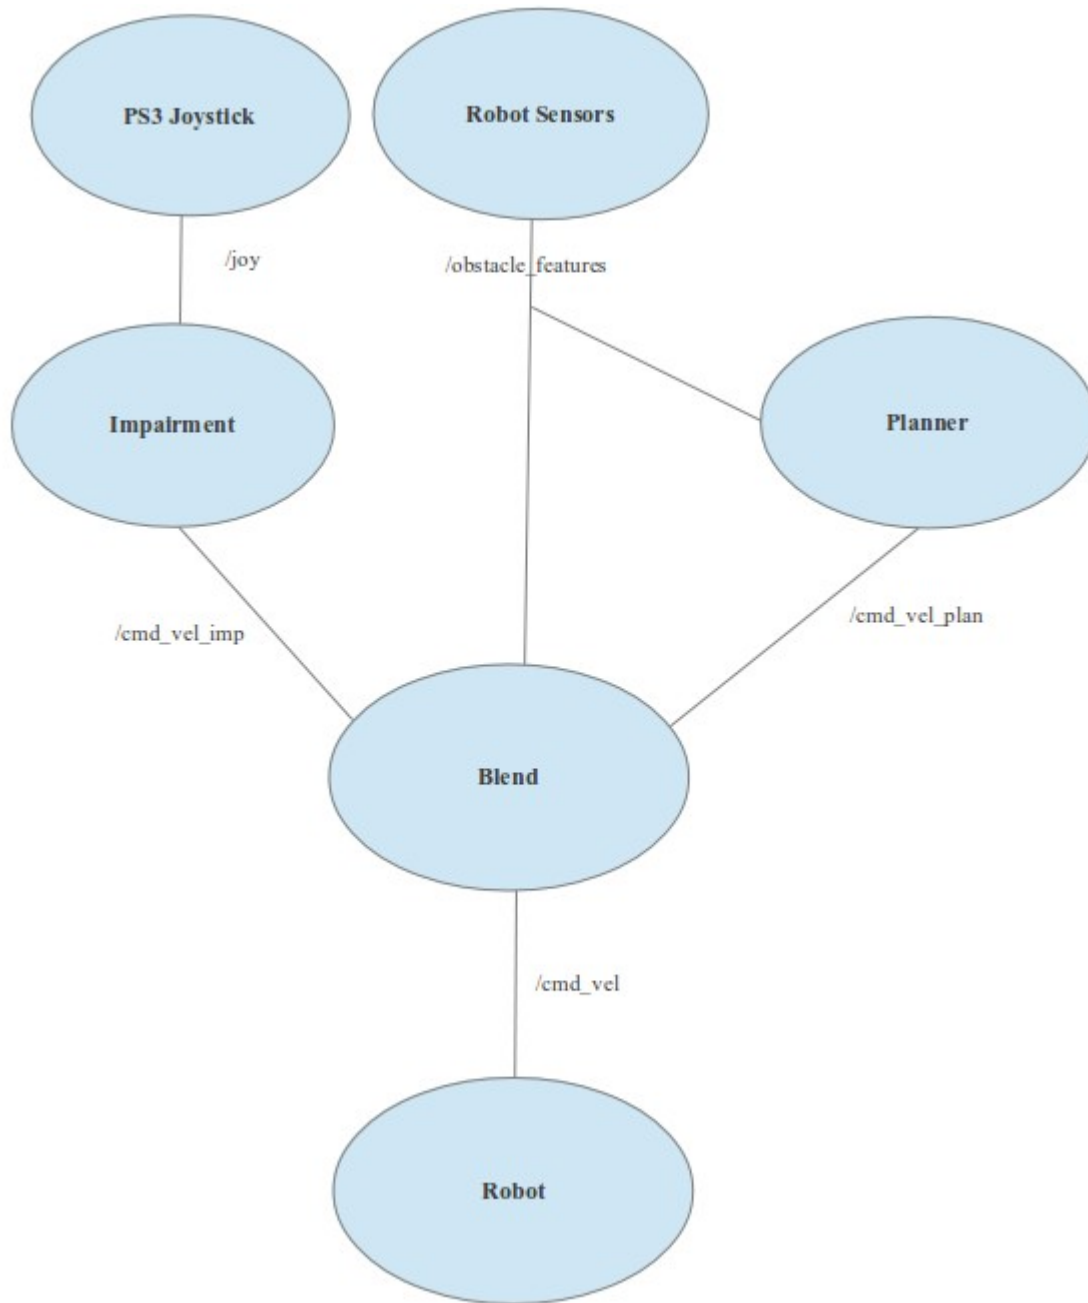 PS3 Joystick
Robot Sensors
/joy
/obstacle_features
Impairment
Planner
/cmd_vel_imp
/cmd_vel_plan
Blend
/cmd_vel
Robot